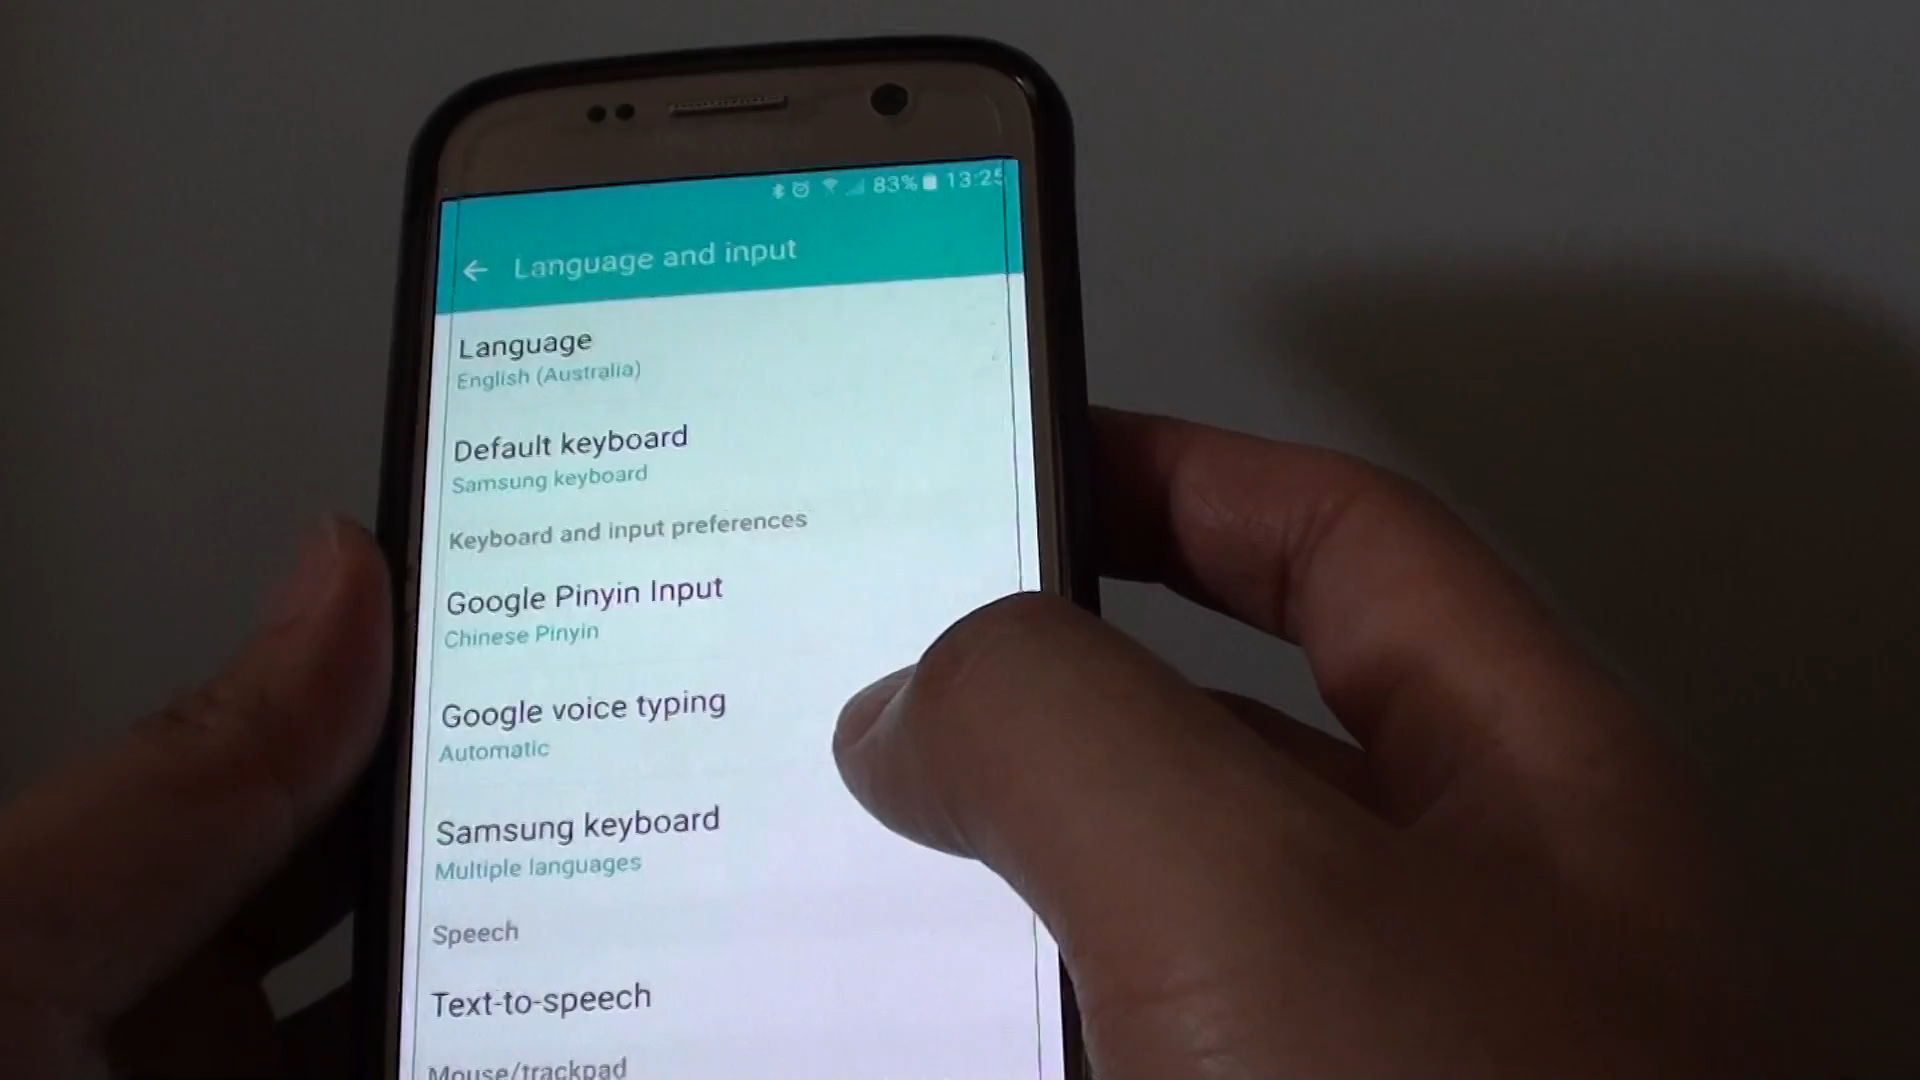 83% 13:25
Language and input
Language
English (Australia)
Default keyboard
Samsung keyboard
Keyboard and input preferences
Google Pinyin Input
Chinese Pinyin
Google voice typing
Automatic
Samsung keyboard
Multiple languages
Speech
Text-to-speech
Mouse/trackpad